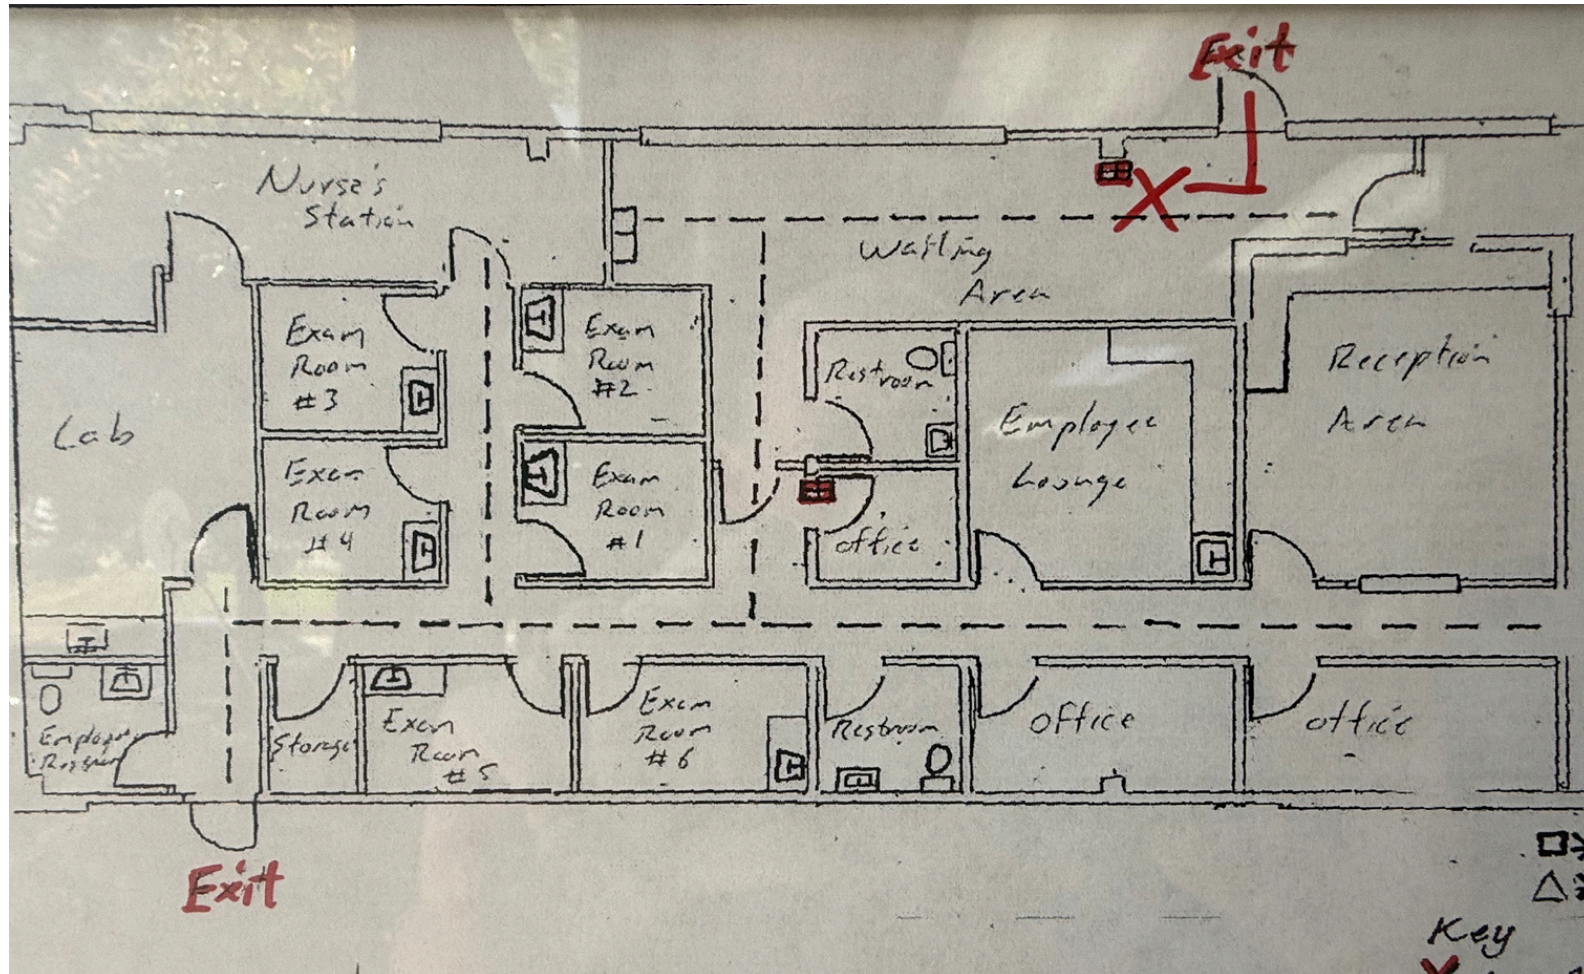 Exit
Nurse's
Station
Waiting
Area
Exam
Room
#3
Exam
Room
#2
Restroom
Employee
Lounge
Reception
Area
Lab
Exam
Room
#4
Exam
Room
#1
office
Employee
Storage
Exam
Room
#5
Exam
Room
#6
Restroom
office
office
Exit
Key